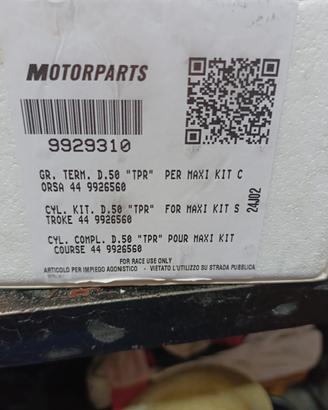 MOTORPARTS
9929310
GR. TERM. D.50 "TPR" PER MAXI KIT C
ORSA 44 9926560
CYL. KIT. D.50 "TPR" FOR MAXI KIT S
TROKE 44 9926560
CYL. COMPL. D.50 "TPR" POUR MAXI KIT
COURSE 44 9926560
24J02
FOR RACE USE ONLY
ARTICOLO PER IMPIEGO AGONISTICO - VIETATO L'UTILIZZO SU STRADA PUBBLICA